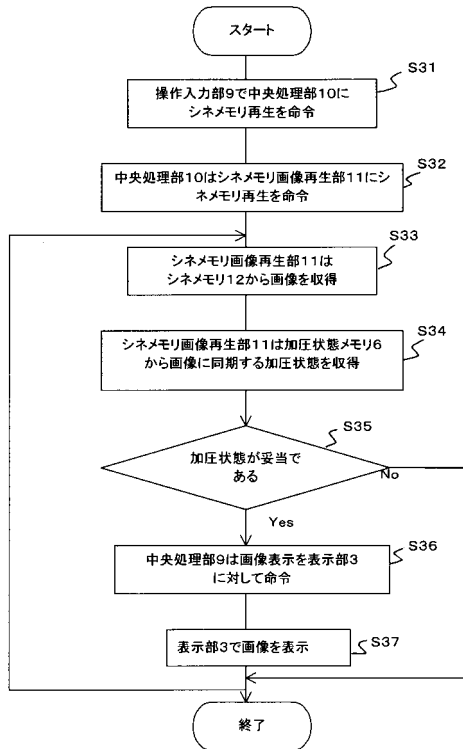 スタート
S31
操作入力部9で中央処理部10に
シネメモリ再生を命令
S32
中央処理部10はシネメモリ画像再生部11にシ
ネメモリ再生を命令
S33
シネメモリ画像再生部11は
シネメモリ12から画像を取得
S34
シネメモリ画像再生部11は加圧状態メモリ6
から画像に同期する加圧状態を取得
S35
加圧状態が妥当で
ある
No
Yes
S36
中央処理部9は画像表示を表示部3
に対して命令
S37
表示部3で画像を表示
終了